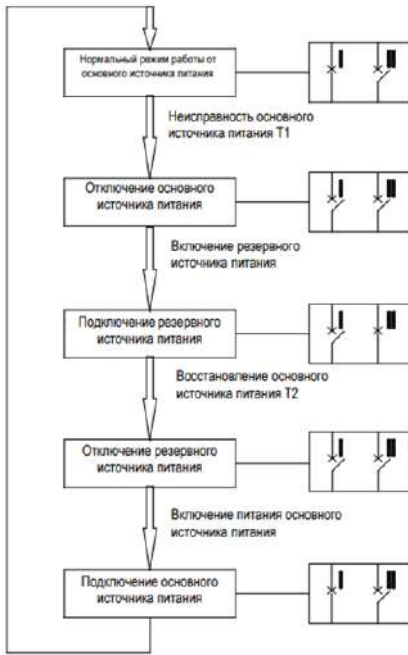 Нормальный режим работы от
основного источника питания
Неисправность основного
источника питания T1
Отключение основного
источника питания
Включение резервного
источника питания
Подключение резервного
источника питания
Восстановление основного
источника питания T2
Отключение резервного
источника питания
Включение питания основного
источника питания
Подключение основного
источника питания